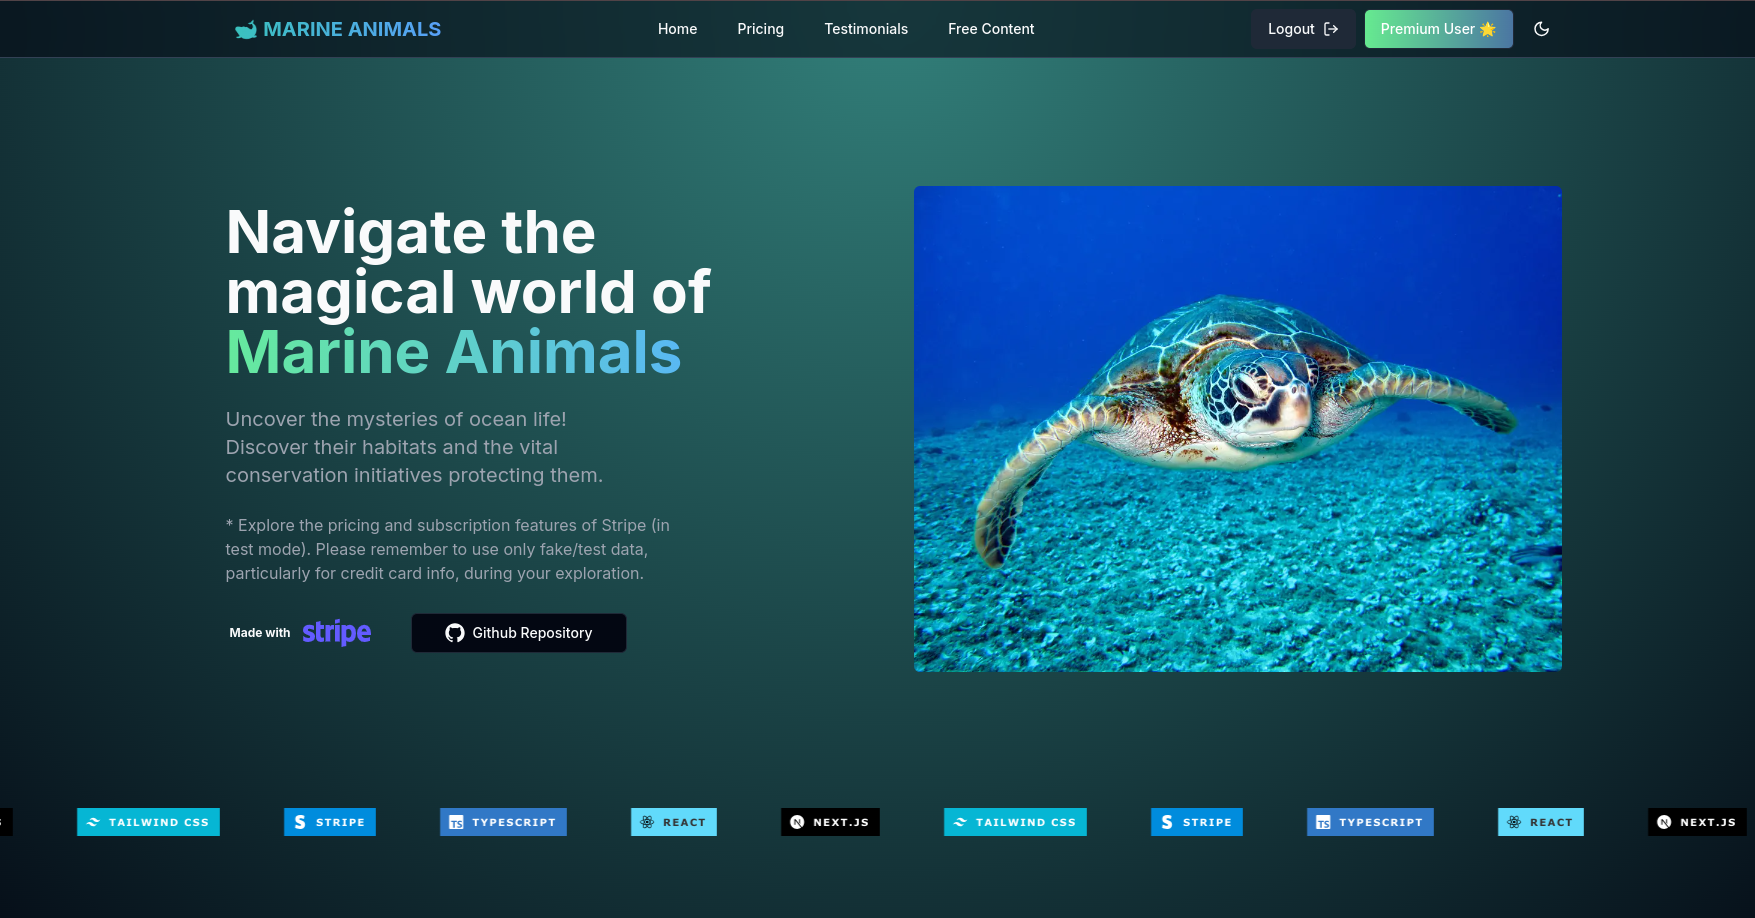 MARINE ANIMALS
Home
Pricing
Testimonials
Free Content
Logout
Premium User 🌟
Navigate the
magical world of
Marine Animals
Uncover the mysteries of ocean life!
Discover their habitats and the vital
conservation initiatives protecting them.
* Explore the pricing and subscription features of Stripe (in
test mode). Please remember to use only fake/test data,
particularly for credit card info, during your exploration.
Made with stripe
Github Repository
TAILWIND CSS
STRIPE
TS TYPESCRIPT
REACT
N NEXT.JS
TAILWIND CSS
STRIPE
TS TYPESCRIPT
REACT
N NEXT.JS